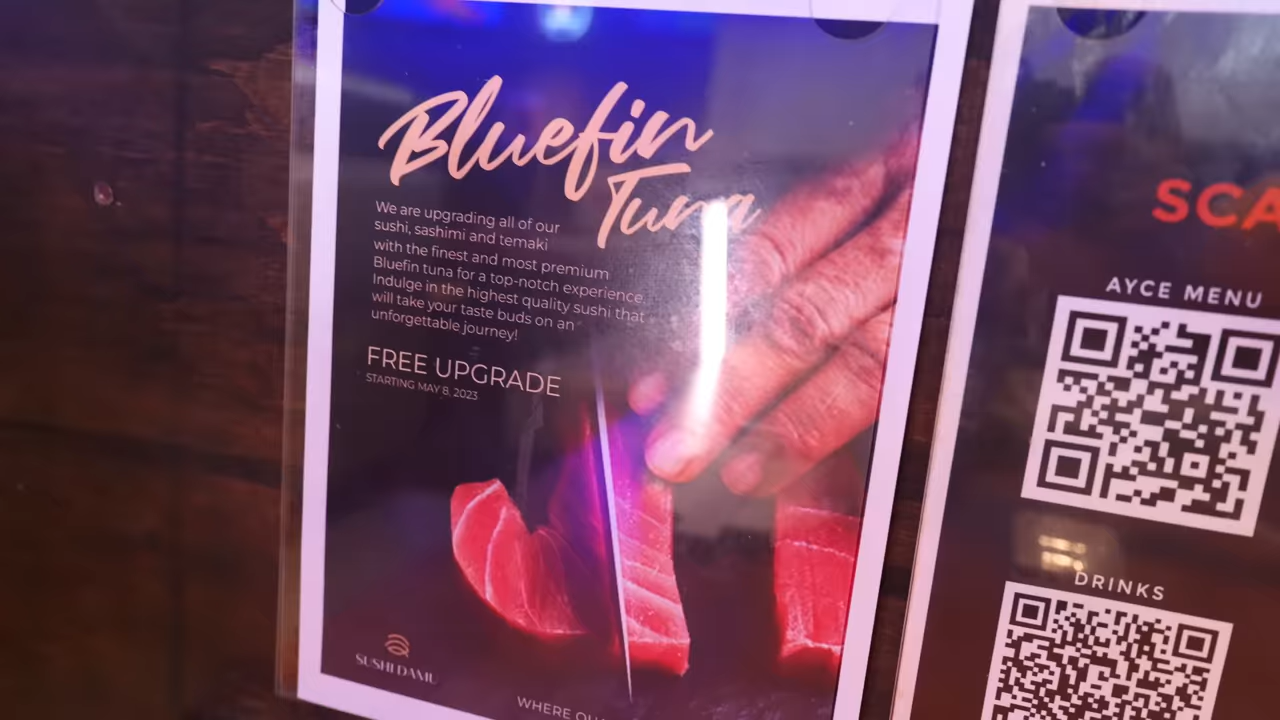 Bluefin
Tuna
We are upgrading all of our
sushi, sashimi and temaki
with the finest and most premium
Bluefin tuna for a top-notch experience.
Indulge in the highest quality sushi that
will take your taste buds on an
unforgettable journey!
FREE UPGRADE
STARTING MAY 8, 2023
SUSHI DAMU
WHERE
AYCE MENU
DRINKS